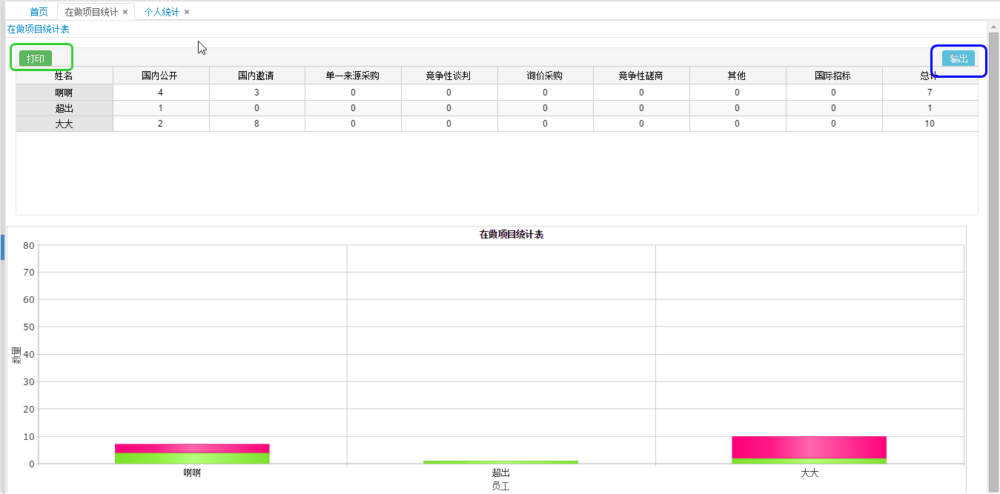 首页 在做项目统计 × 个人统计 ×
在做项目统计表
打印 输出
姓名 国内公开 国内邀请 单一来源采购 竞争性谈判 询价采购 竞争性磋商 其他 国际招标 总计
啊啊 4 3 0 0 0 0 0 0 7
超出 1 0 0 0 0 0 0 0 1
大大 2 8 0 0 0 0 0 0 10
在做项目统计表
80
70
60
50
数量
40
30
20
10
0
啊啊 超出 大大
员工